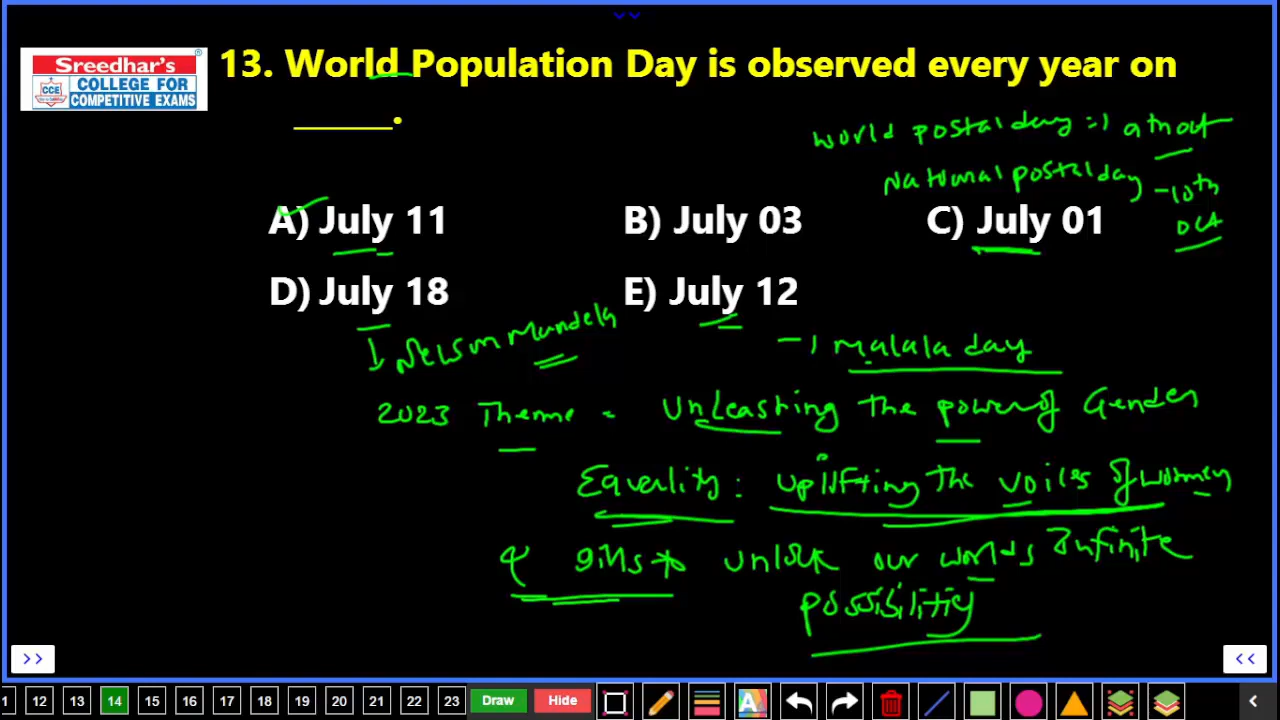 Sreedhar's
CCE
COLLEGE FOR
COMPETITIVE EXAMS
13. World Population Day is observed every year on
_____.
World postal day =) 9th oct
National postal day - 10th
Oct
A) July 11 B) July 03 C) July 01
D) July 18 E) July 12
Nelson Mandela
-) malala day
2023 Theme = Unleashing the power of Gender
Equality : uplifting the voices of women
& girls to unlock our worlds Infinite
possibility
>>
<<
12 13 14 15 16 17 18 19 20 21 22 23 Draw Hide